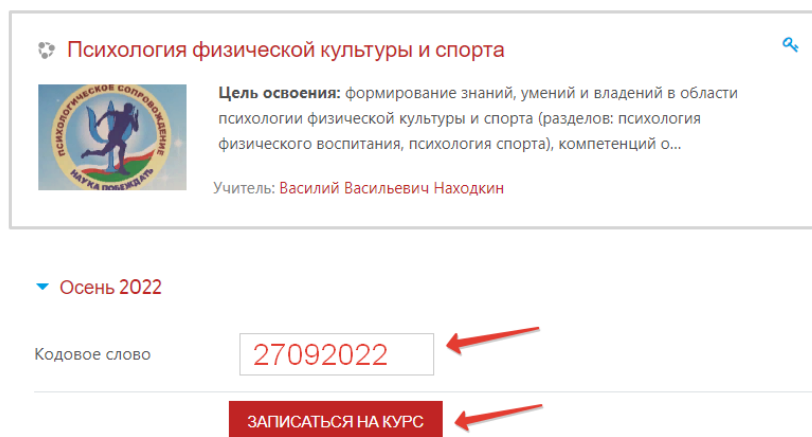 Психология физической культуры и спорта
ПСИХОЛОГИЧЕСКОЕ СОПРОВОЖДЕНИЕ
НАУКА ПОБЕЖДАТЬ
Цель освоения: формирование знаний, умений и владений в области
психологии физической культуры и спорта (разделов: психология
физического воспитания, психология спорта), компетенций о...
Учитель: Василий Васильевич Находкин
Осень 2022
Кодовое слово
27092022
ЗАПИСАТЬСЯ НА КУРС